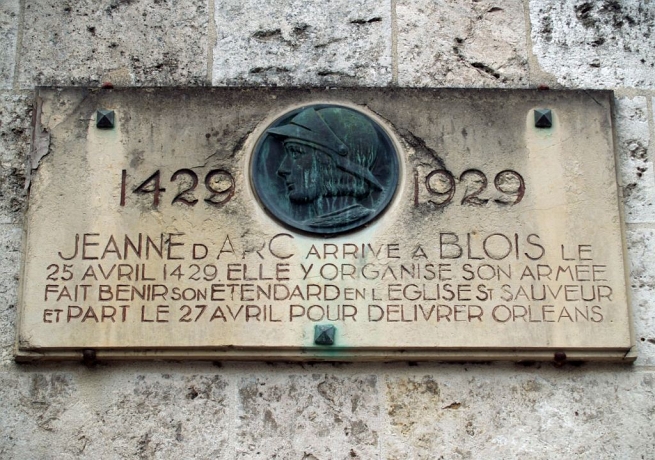 1429 1929
JEANNE D ARC ARRIVE A BLOIS LE
25 AVRIL 1429. ELLE Y ORGANISE SON ARMEE
FAIT BENIR SON ETENDARD EN L EGLISE ST SAUVEUR
ET PART LE 27 AVRIL POUR DELIVRER ORLEANS.